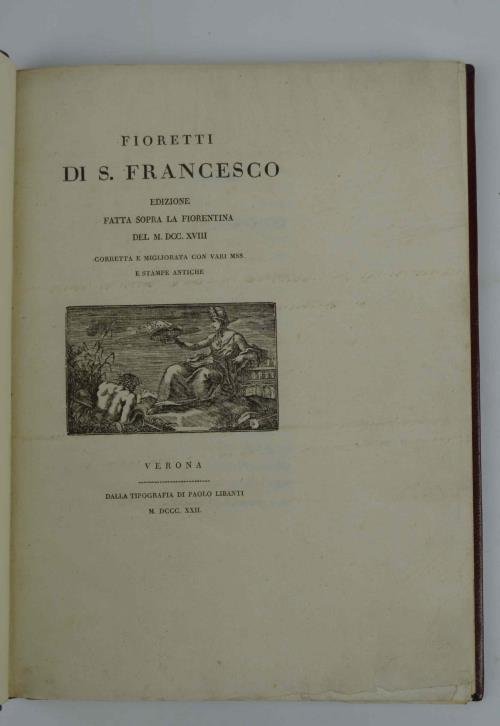 FIORETTI
DI S. FRANCESCO
EDIZIONE
FATTA SOPRA LA FIORENTINA
DEL M. DCC. XVIII
CORRETTA E MIGLIORATA CON VARI MSS.
E STAMPE ANTICHE
VERONA
DALLA TIPOGRAFIA DI PAOLO LIBANTI
M. DCCC. XXII.